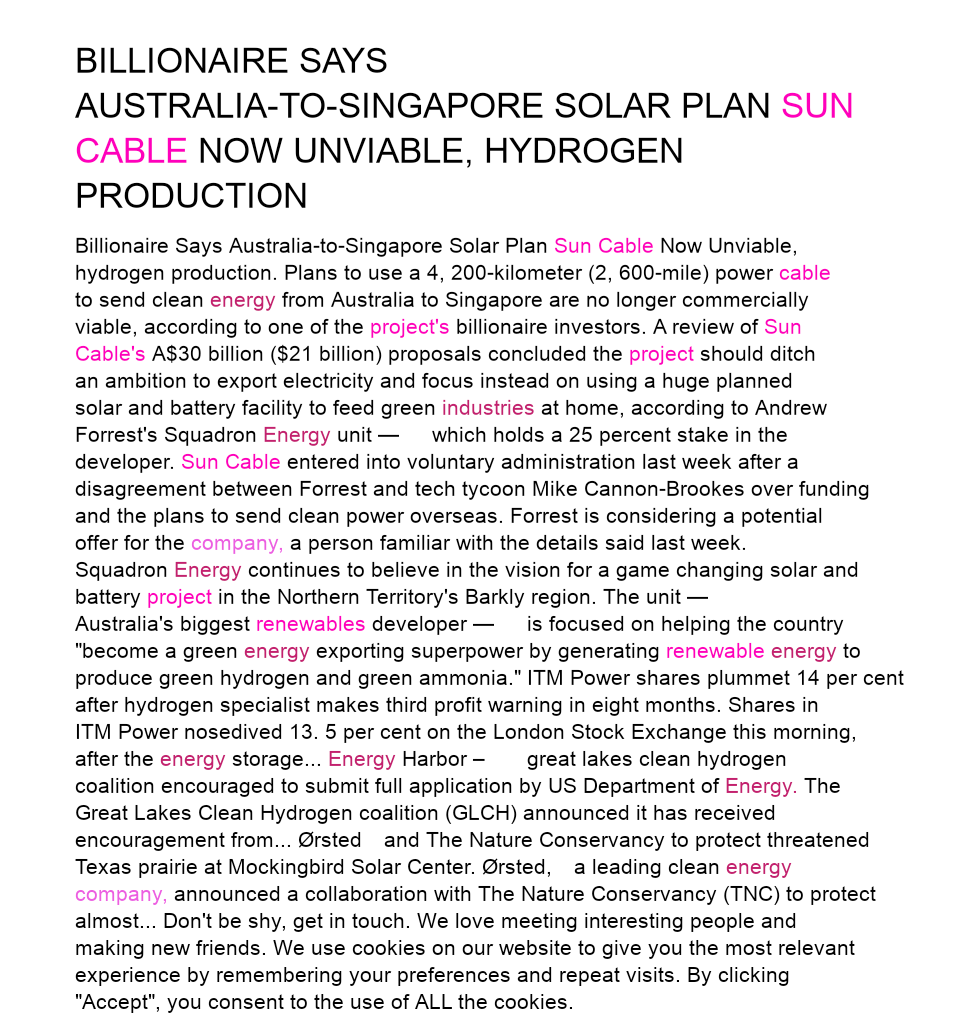 BILLIONAIRE SAYS
AUSTRALIA-TO-SINGAPORE SOLAR PLAN SUN
CABLE NOW UNVIABLE, HYDROGEN
PRODUCTION
Billionaire Says Australia-to-Singapore Solar Plan Sun Cable Now Unviable,
hydrogen production. Plans to use a 4, 200-kilometer (2, 600-mile) power cable
to send clean energy from Australia to Singapore are no longer commercially
viable, according to one of the project's billionaire investors. A review of Sun
Cable's A$30 billion ($21 billion) proposals concluded the project should ditch
an ambition to export electricity and focus instead on using a huge planned
solar and battery facility to feed green industries at home, according to Andrew
Forrest's Squadron Energy unit — which holds a 25 percent stake in the
developer. Sun Cable entered into voluntary administration last week after a
disagreement between Forrest and tech tycoon Mike Cannon-Brookes over funding
and the plans to send clean power overseas. Forrest is considering a potential
offer for the company, a person familiar with the details said last week.
Squadron Energy continues to believe in the vision for a game changing solar and
battery project in the Northern Territory's Barkly region. The unit —
Australia's biggest renewables developer — is focused on helping the country
"become a green energy exporting superpower by generating renewable energy to
produce green hydrogen and green ammonia." ITM Power shares plummet 14 per cent
after hydrogen specialist makes third profit warning in eight months. Shares in
ITM Power nosedived 13. 5 per cent on the London Stock Exchange this morning,
after the energy storage... Energy Harbor – great lakes clean hydrogen
coalition encouraged to submit full application by US Department of Energy. The
Great Lakes Clean Hydrogen coalition (GLCH) announced it has received
encouragement from... Ørsted and The Nature Conservancy to protect threatened
Texas prairie at Mockingbird Solar Center. Ørsted, a leading clean energy
company, announced a collaboration with The Nature Conservancy (TNC) to protect
almost... Don't be shy, get in touch. We love meeting interesting people and
making new friends. We use cookies on our website to give you the most relevant
experience by remembering your preferences and repeat visits. By clicking
"Accept", you consent to the use of ALL the cookies.